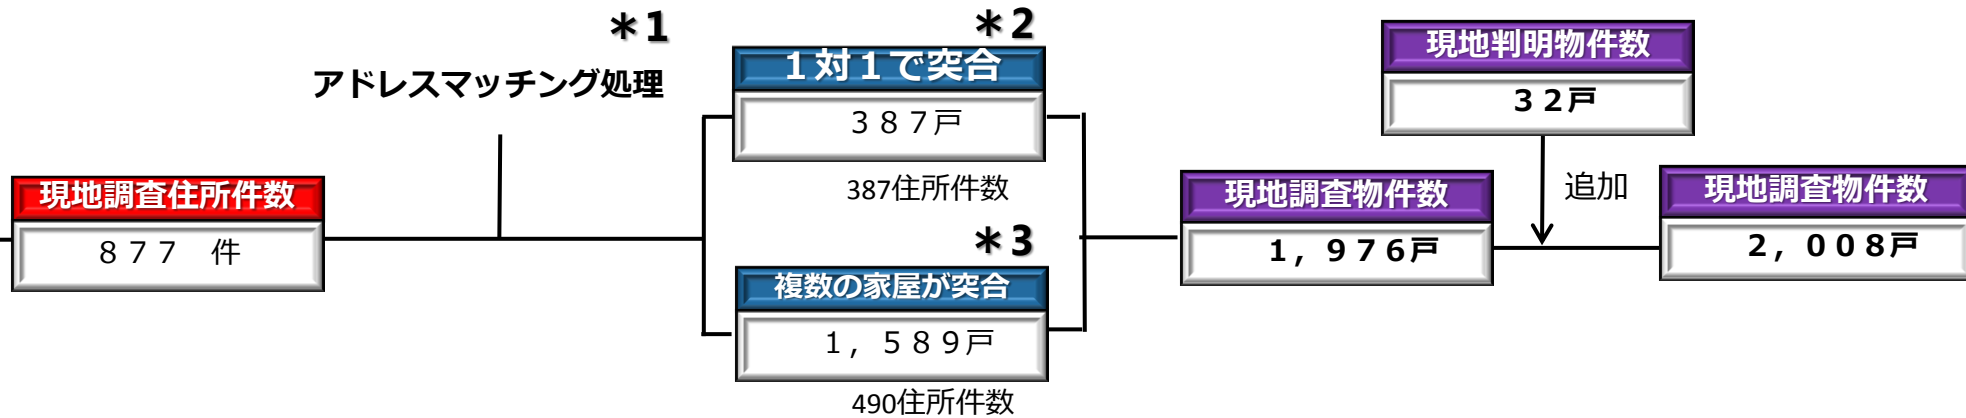 ＊1
アドレスマッチング処理
現地調査住所件数
８７７　件
＊2
１対１で突合
３８７戸
387住所件数
＊3
複数の家屋が突合
１，５８９戸
490住所件数
現地調査物件数
１，９７６戸
現地判明物件数
３２戸
追加
現地調査物件数
２，００８戸